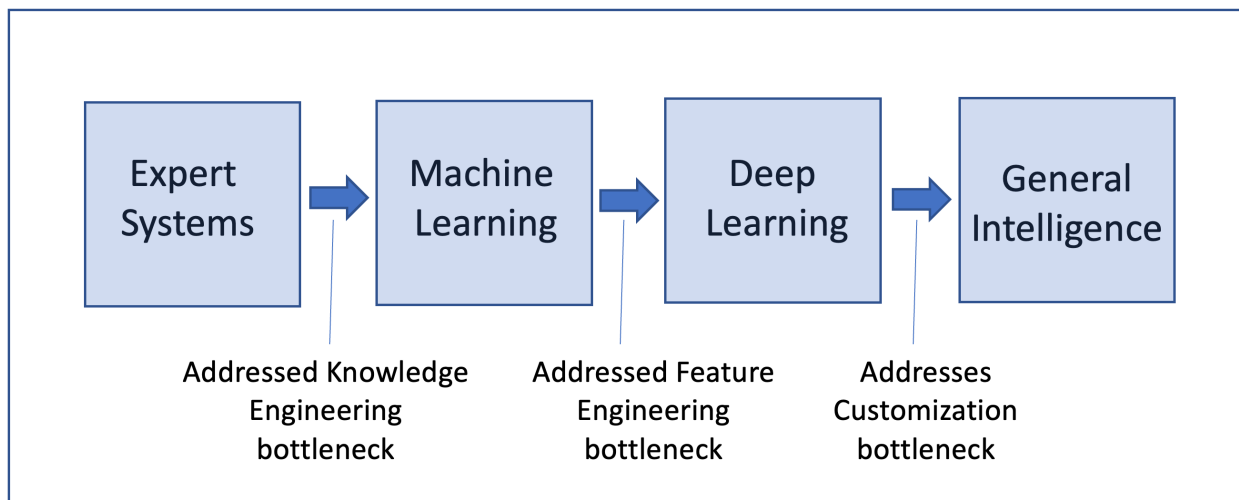 Expert
Systems
Machine
Learning
Deep
Learning
General
Intelligence
Addressed Knowledge
Engineering
bottleneck
Addressed Feature
Engineering
bottleneck
Addresses
Customization
bottleneck